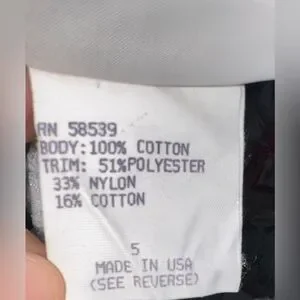 RN 58539
BODY:100% COTTON
TRIM: 51%POLYESTER
33% NYLON
16% COTTON
5
MADE IN USA
(SEE REVERSE)